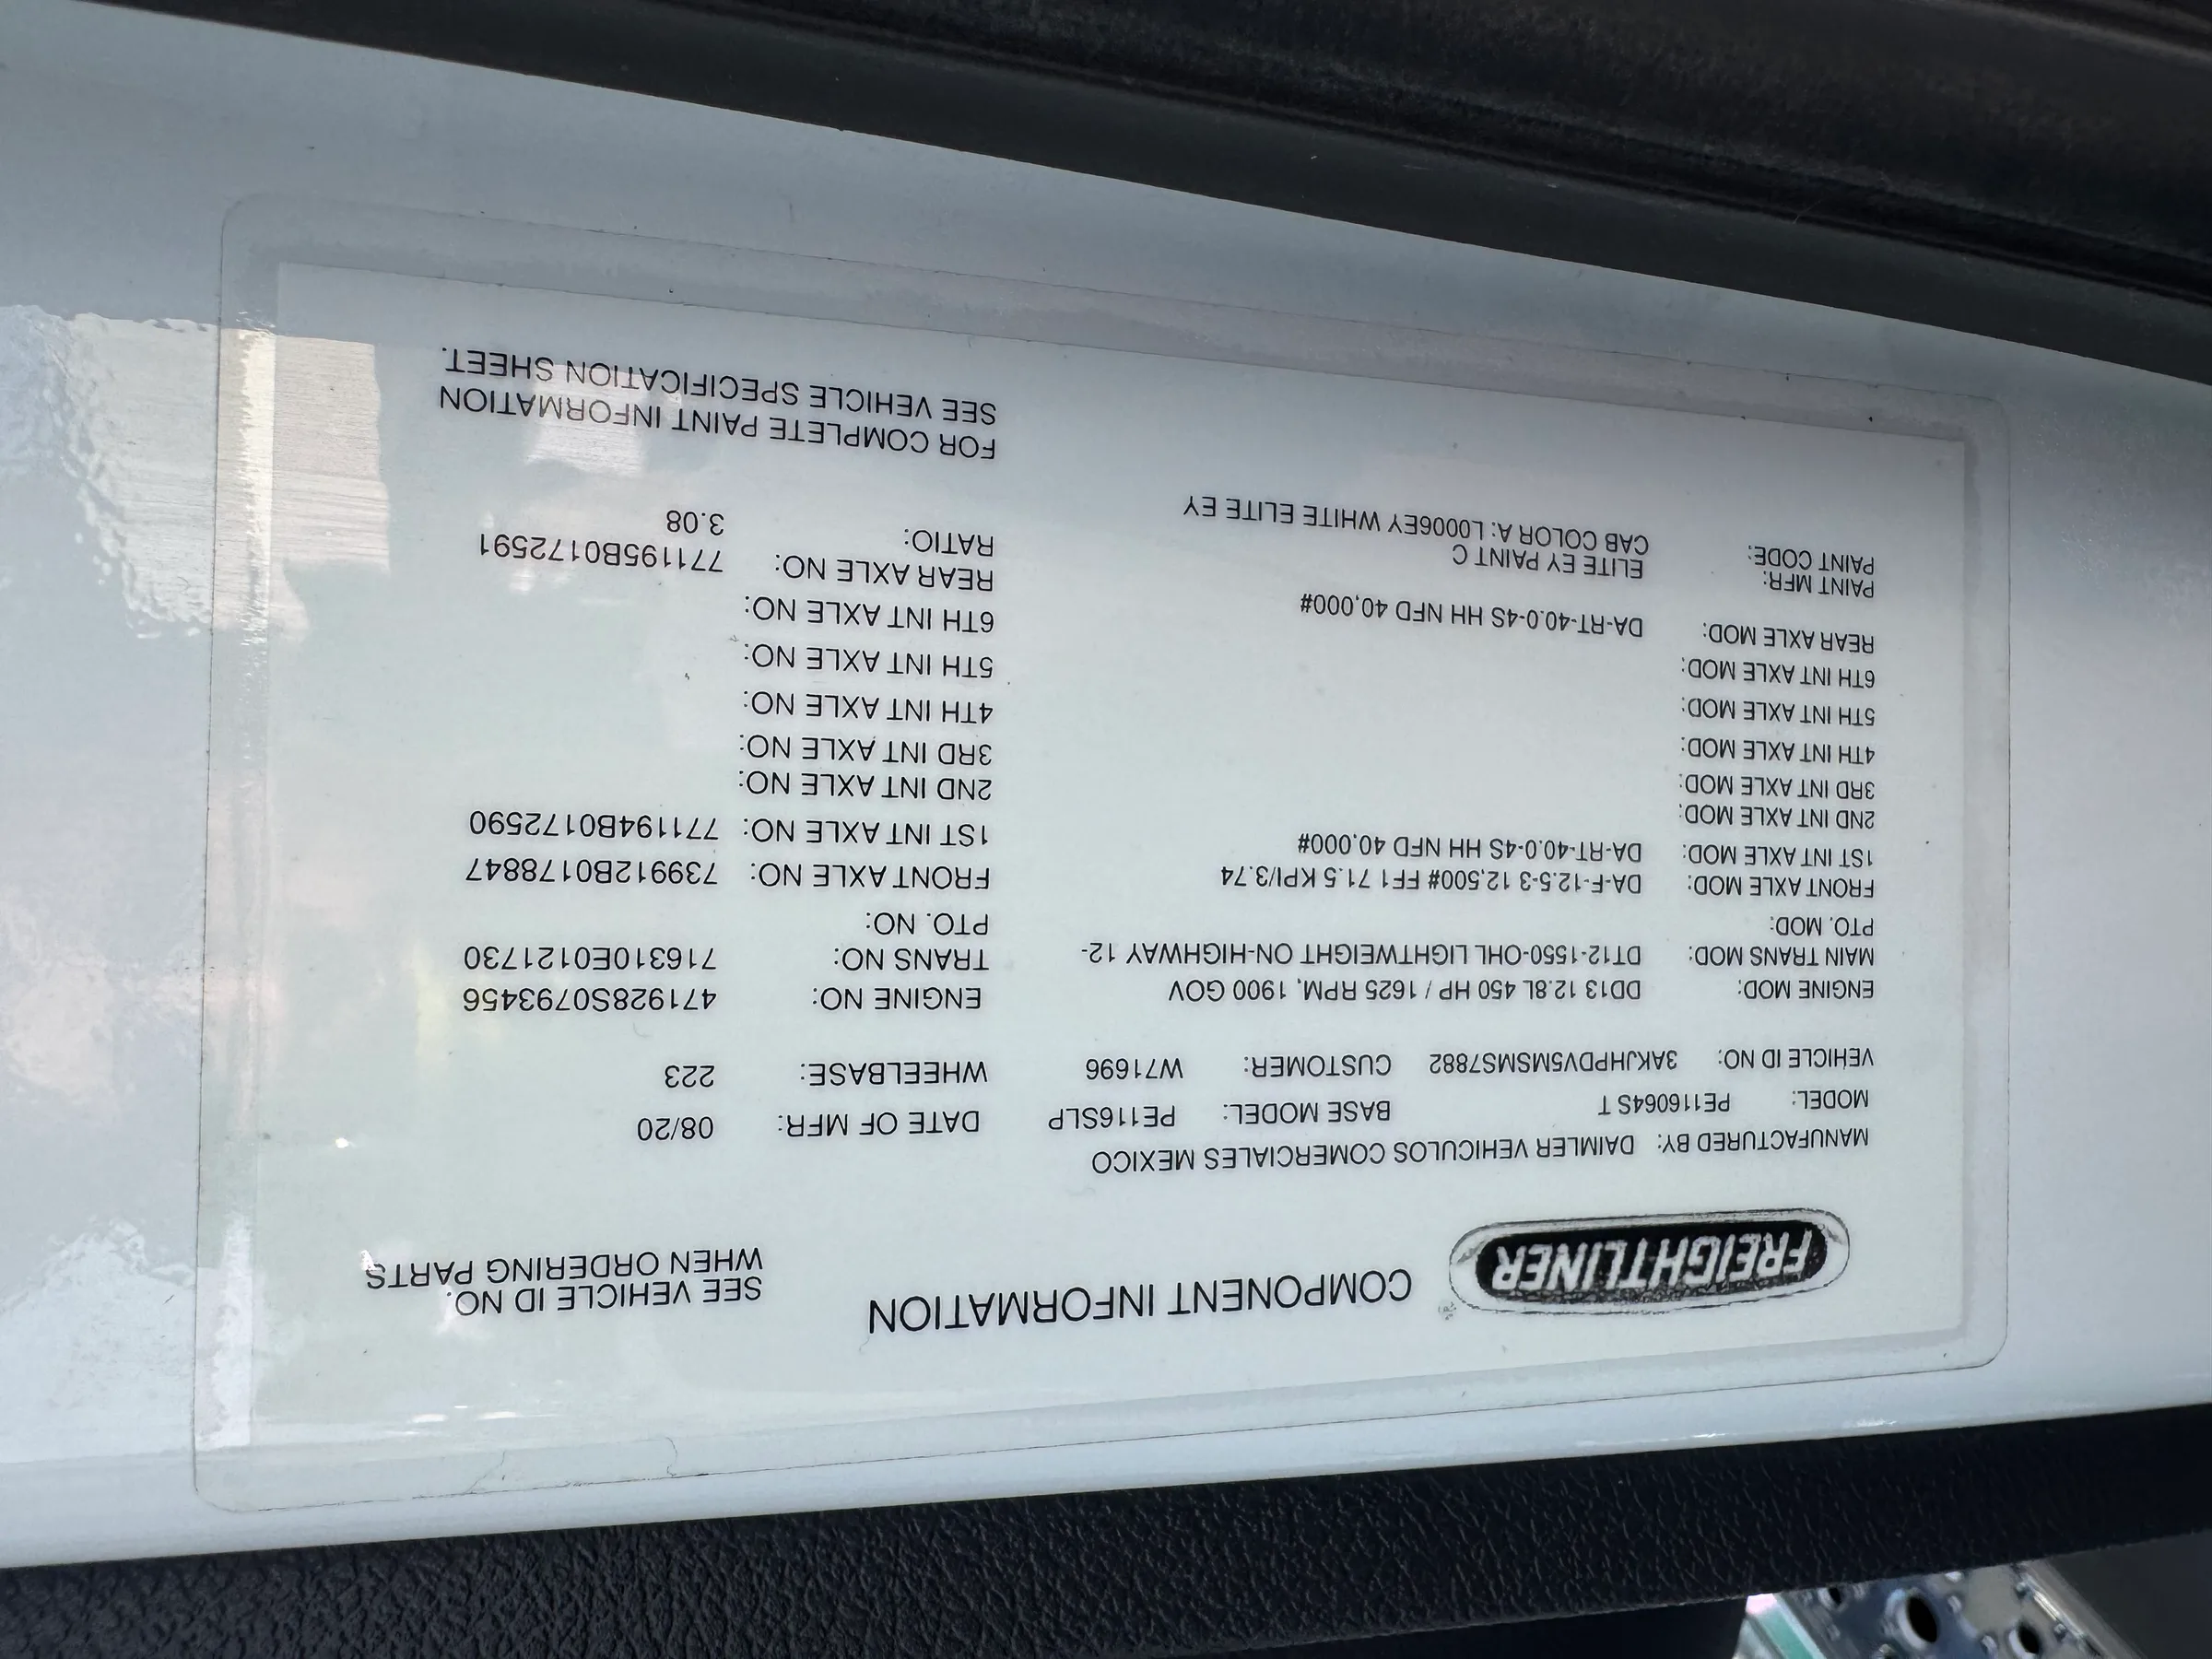 FREIGHTLINER COMPONENT INFORMATION
SEE VEHICLE ID NO.
WHEN ORDERING PARTS
MANUFACTURED BY: DAIMLER VEHICULOS COMERCIALES MEXICO
MODEL: PE116064S T BASE MODEL: PE116SLP DATE OF MFR: 08/20
VEHICLE ID NO: 3AKJHPDV5MSMS7882 CUSTOMER: W71696 WHEELBASE: 223
ENGINE MOD: DD13 12.8L 450 HP / 1625 RPM, 1900 GOV ENGINE NO: 471928S0793456
MAIN TRANS MOD: DT12-1550-OHL LIGHTWEIGHT ON-HIGHWAY 12- TRANS NO: 716310E0121730
PTO. MOD: PTO. NO:
FRONT AXLE MOD: DA-F-12.5-3 12,500# FF1 71.5 KPI/3.74 FRONT AXLE NO: 739912B0178847
1ST INT AXLE MOD: DA-RT-40.0-4S HH NFD 40,000# 1ST INT AXLE NO: 771194B0172590
2ND INT AXLE MOD: 2ND INT AXLE NO:
3RD INT AXLE MOD: 3RD INT AXLE NO:
4TH INT AXLE MOD: 4TH INT AXLE NO:
5TH INT AXLE MOD: 5TH INT AXLE NO:
6TH INT AXLE MOD: 6TH INT AXLE NO:
REAR AXLE MOD: DA-RT-40.0-4S HH NFD 40,000# REAR AXLE NO: 771195B0172591
RATIO: 3.08
PAINT MFR: ELITE EY PAINT C
PAINT CODE: CAB COLOR A: L0006EY WHITE ELITE EY
FOR COMPLETE PAINT INFORMATION
SEE VEHICLE SPECIFICATION SHEET.